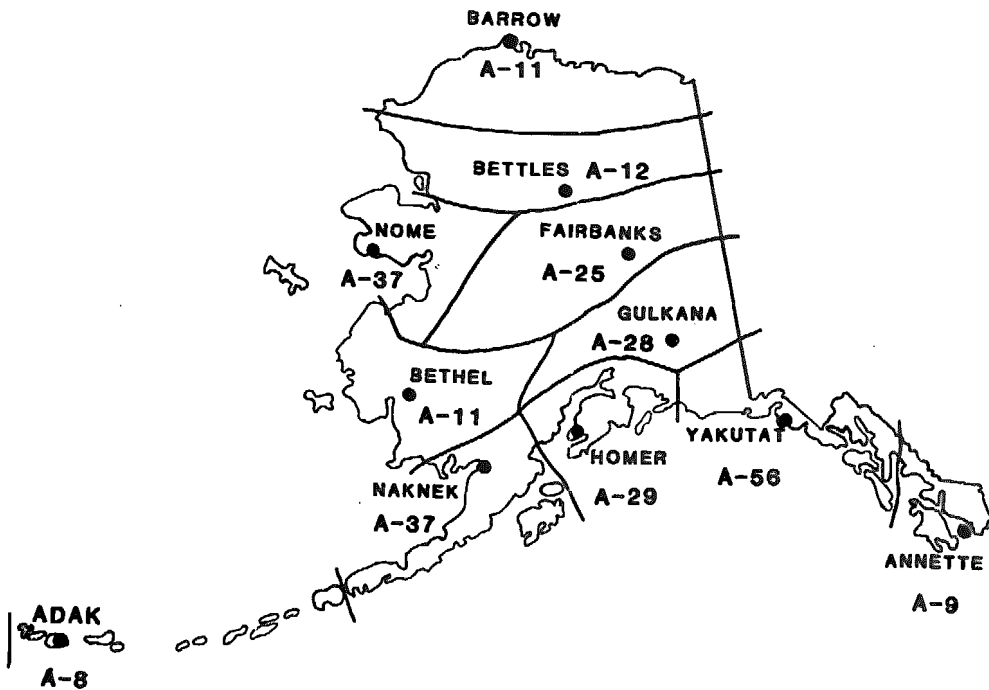 BARROW
A-11
BETTLES A-12
NOME
A-37
FAIRBANKS
A-25
GULKANA
A-28
BETHEL
A-11
YAKUTAT
A-56
HOMER
A-29
NAKNEK
A-37
ANNETTE
A-9
ADAK
A-8